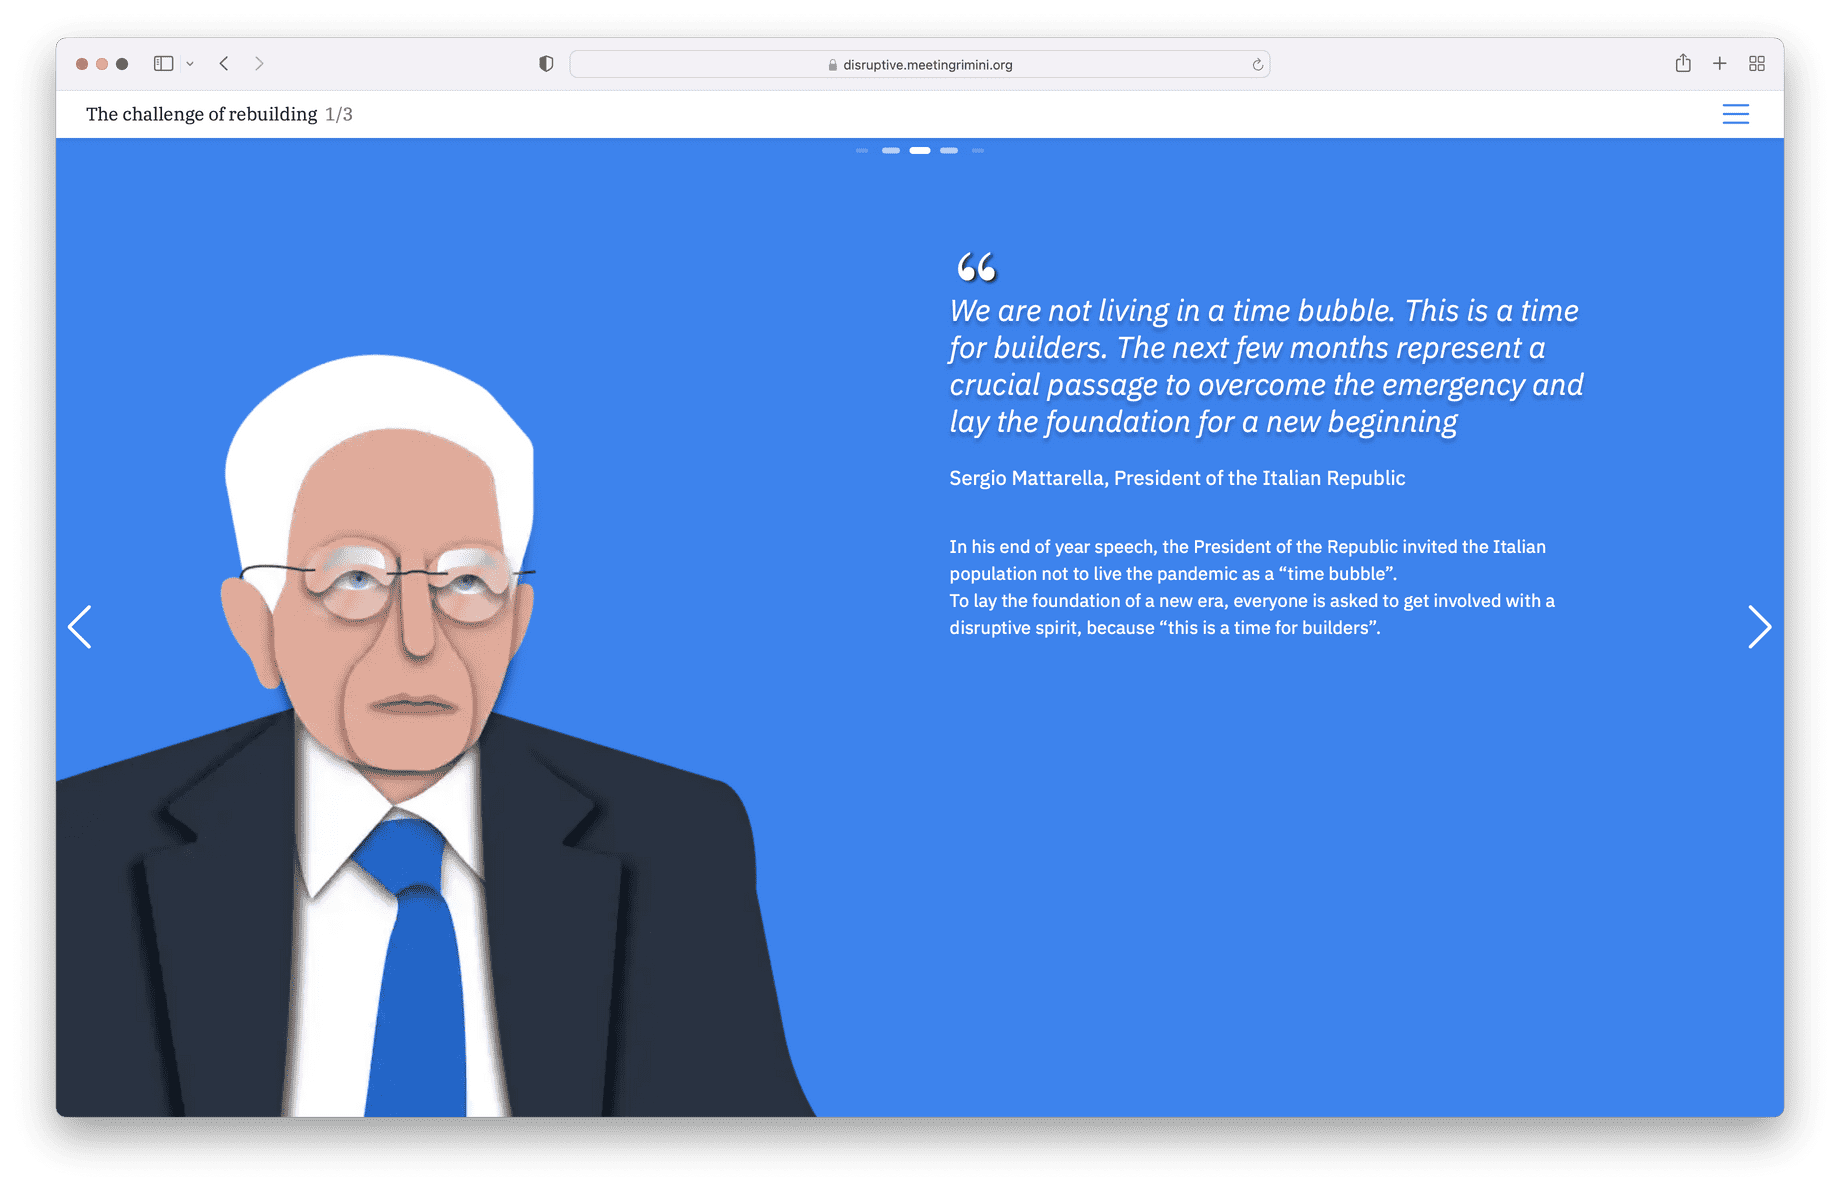 disruptive.meetingrimini.org
The challenge of rebuilding 1/3
“
We are not living in a time bubble. This is a time
for builders. The next few months represent a
crucial passage to overcome the emergency and
lay the foundation for a new beginning
Sergio Mattarella, President of the Italian Republic
In his end of year speech, the President of the Republic invited the Italian
population not to live the pandemic as a “time bubble”.
To lay the foundation of a new era, everyone is asked to get involved with a
disruptive spirit, because “this is a time for builders”.